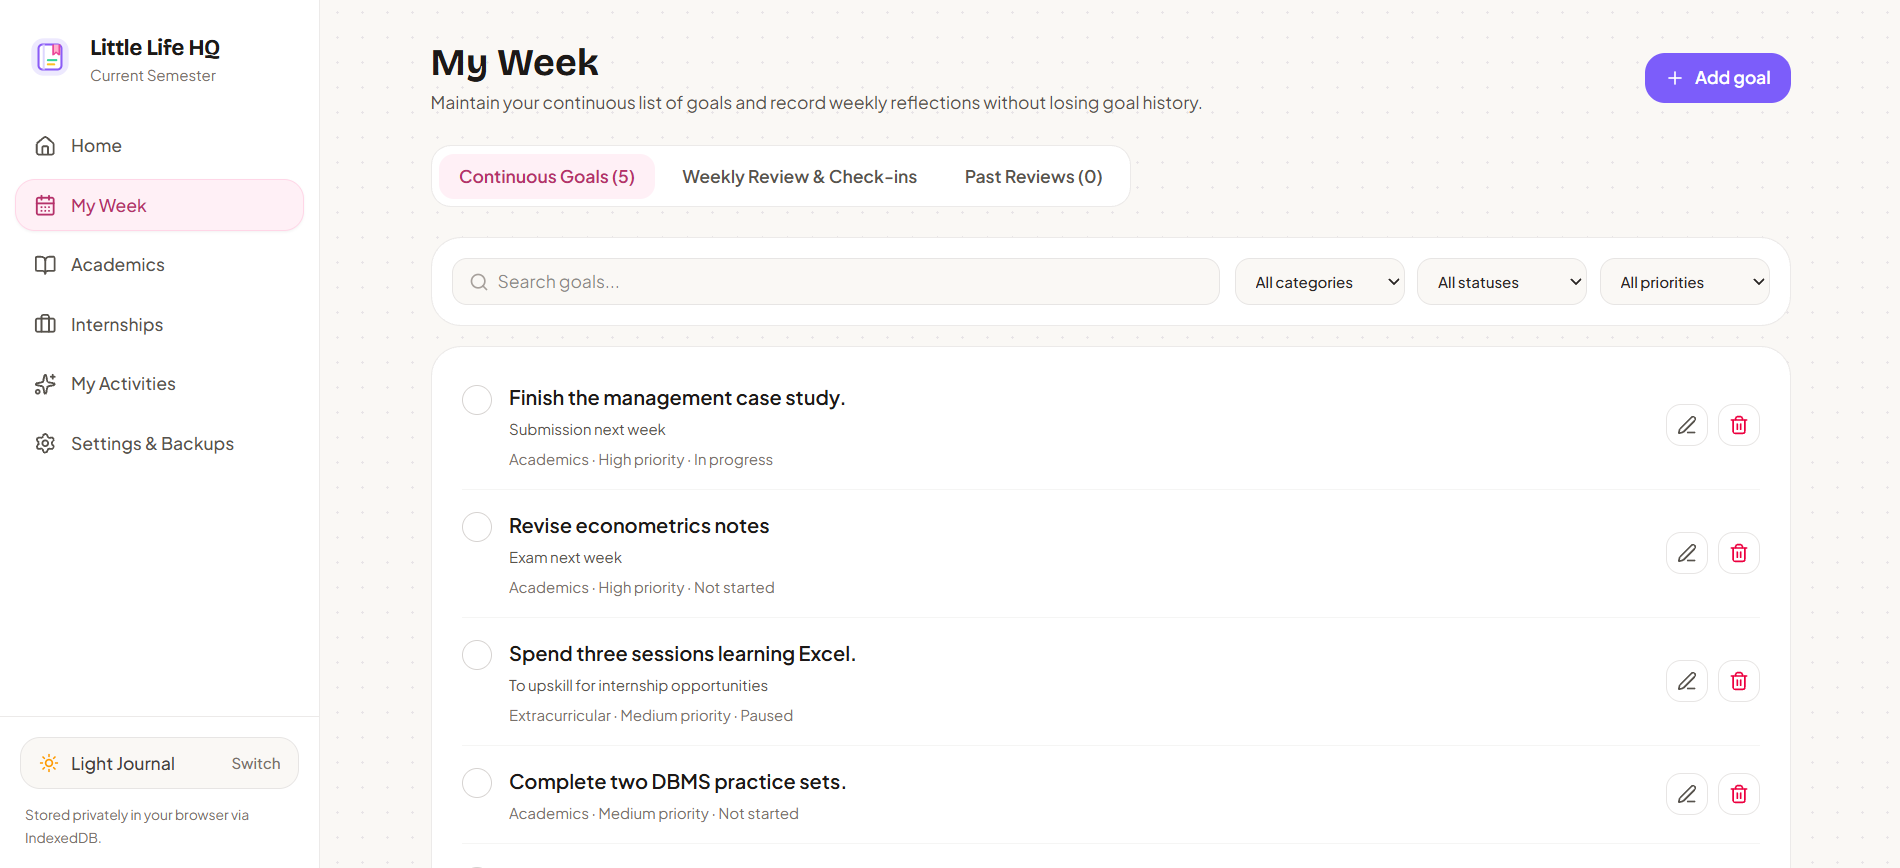 Little Life HQ
Current Semester
Home
My Week
Academics
Internships
My Activities
Settings & Backups
Light Journal
Switch
Stored privately in your browser via
IndexedDB.
My Week
Maintain your continuous list of goals and record weekly reflections without losing goal history.
Add goal
Continuous Goals (5)
Weekly Review & Check-ins
Past Reviews (0)
Search goals...
All categories
All statuses
All priorities
Finish the management case study.
Submission next week
Academics · High priority · In progress
Revise econometrics notes
Exam next week
Academics · High priority · Not started
Spend three sessions learning Excel.
To upskill for internship opportunities
Extracurricular · Medium priority · Paused
Complete two DBMS practice sets.
Academics · Medium priority · Not started